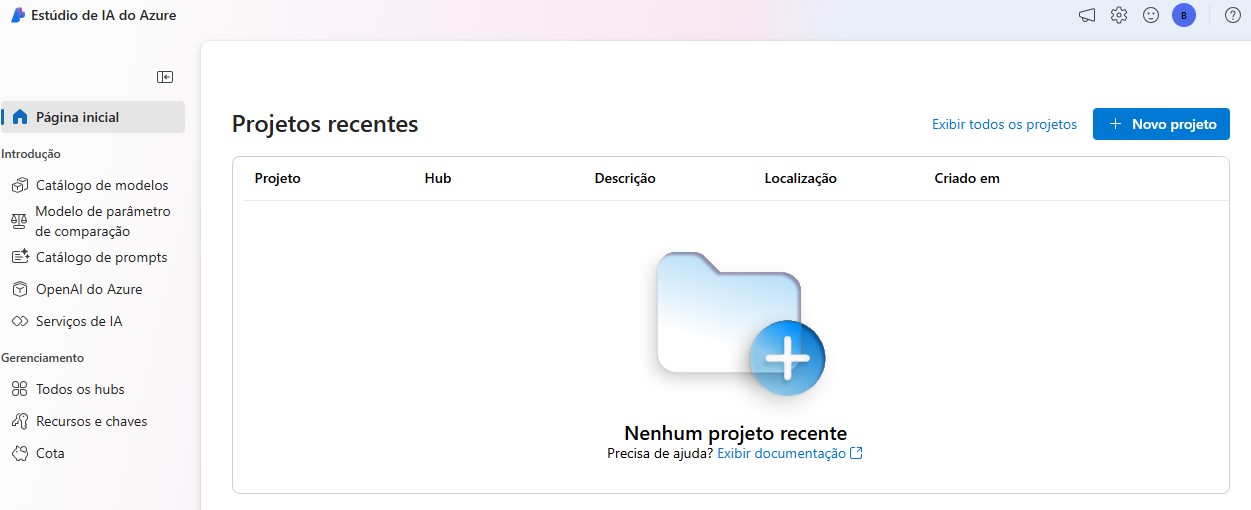 Estúdio de IA do Azure
B
Página inicial
Introdução
Catálogo de modelos
Modelo de parâmetro
de comparação
Catálogo de prompts
OpenAI do Azure
Serviços de IA
Gerenciamento
Todos os hubs
Recursos e chaves
Cota
Projetos recentes
Exibir todos os projetos
Novo projeto
Projeto Hub Descrição Localização Criado em
Nenhum projeto recente
Precisa de ajuda? Exibir documentação